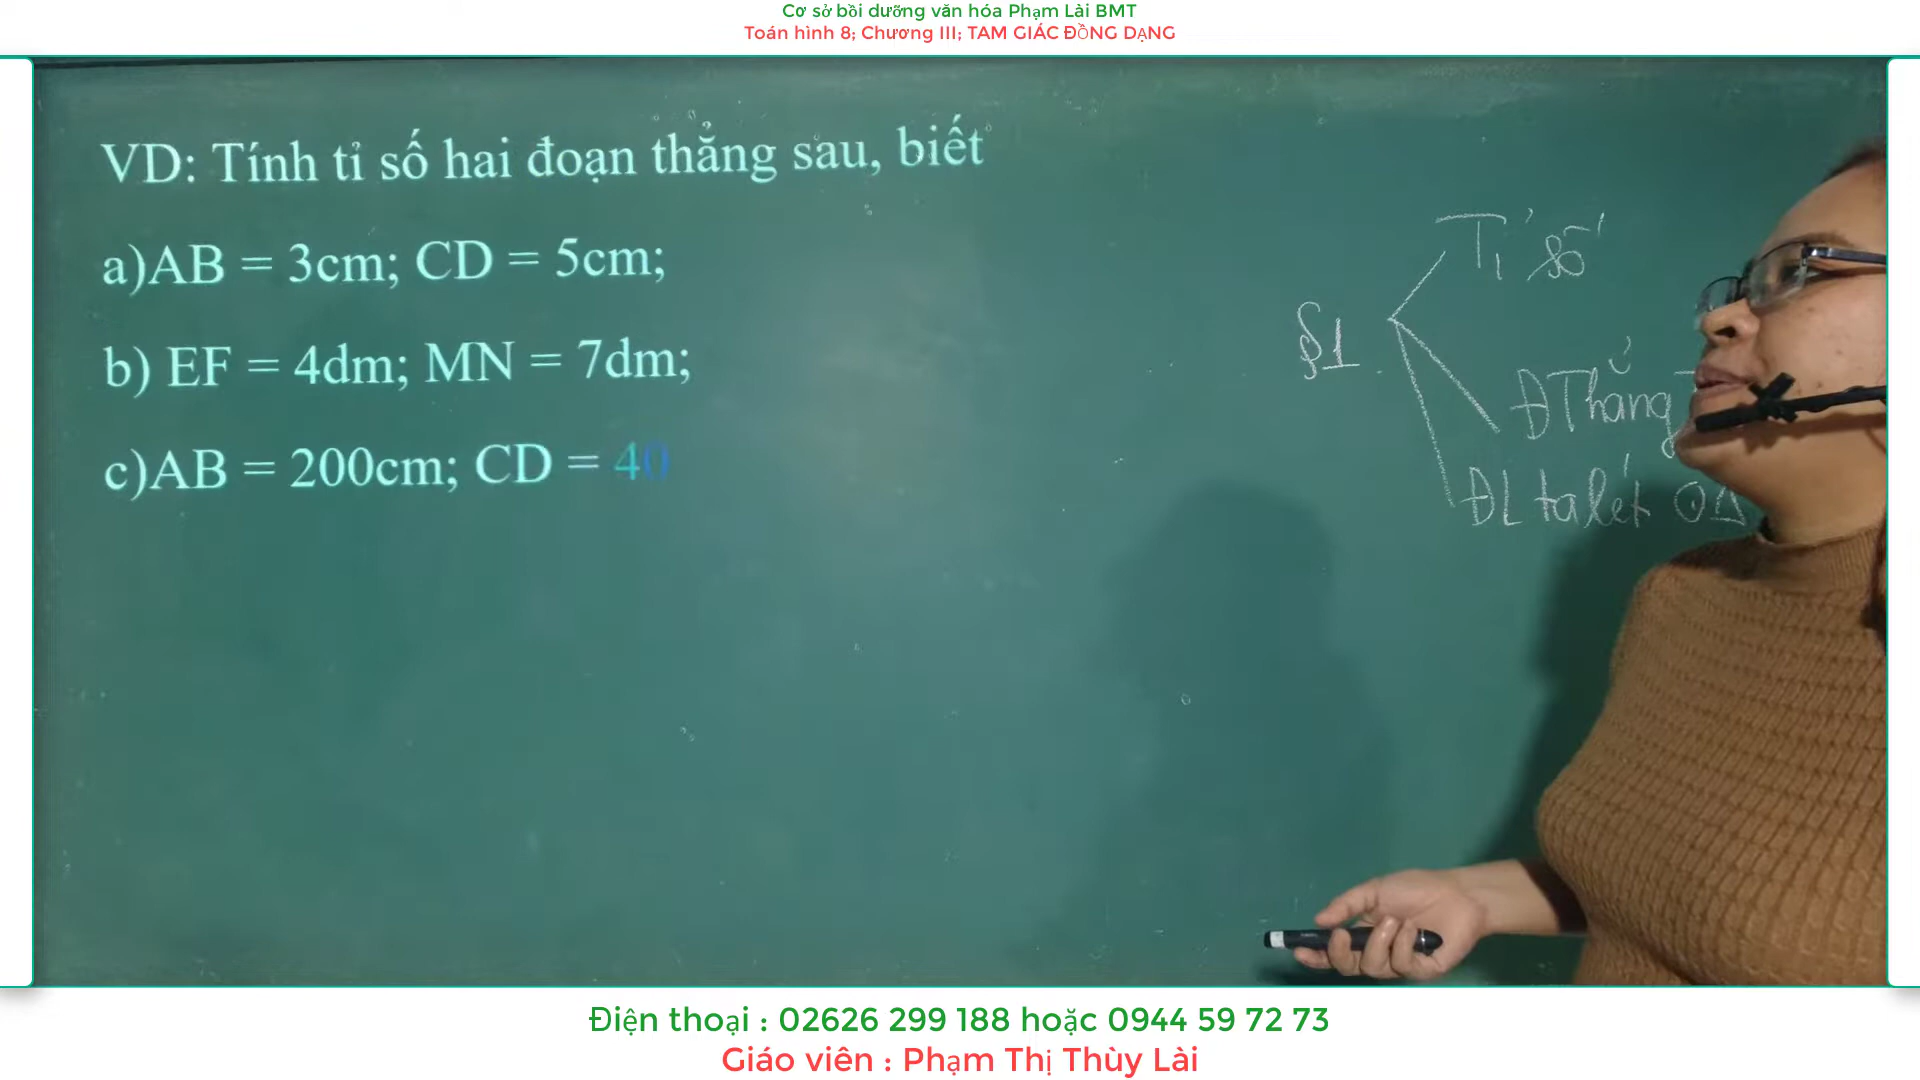 Cơ sở bồi dưỡng văn hóa Phạm Lài BMT
Toán hình 8; Chương III; TAM GIÁC ĐỒNG DẠNG
VD: Tính tỉ số hai đoạn thẳng sau, biết
a)AB = 3cm; CD = 5cm;
b) EF = 4dm; MN = 7dm;
c)AB = 200cm; CD = 40
Tỉ số
§1
ĐThẳng
ĐL talét
Điện thoại : 02626 299 188 hoặc 0944 59 72 73
Giáo viên : Phạm Thị Thùy Lài